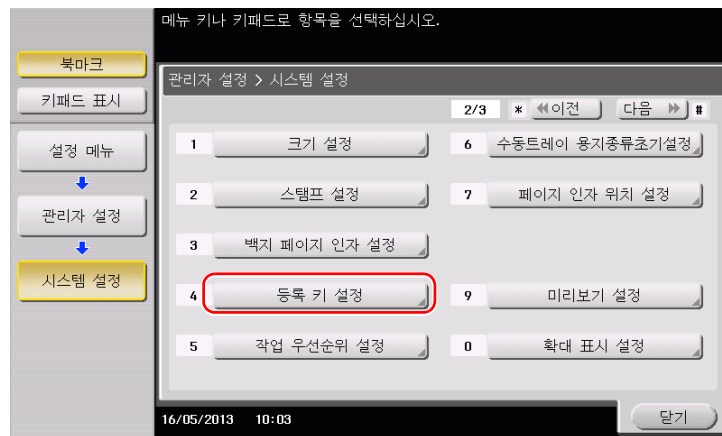 메뉴 키나 키패드로 항목을 선택하십시오.
북마크
키패드 표시
설정 메뉴
관리자 설정
시스템 설정
관리자 설정 > 시스템 설정
2/3 * 이전 다음 #
1 크기 설정
6 수동트레이 용지종류초기설정
2 스탬프 설정
7 페이지 인자 위치 설정
3 백지 페이지 인자 설정
4 등록 키 설정
9 미리보기 설정
5 작업 우선순위 설정
0 확대 표시 설정
16/05/2013 10:03
닫기